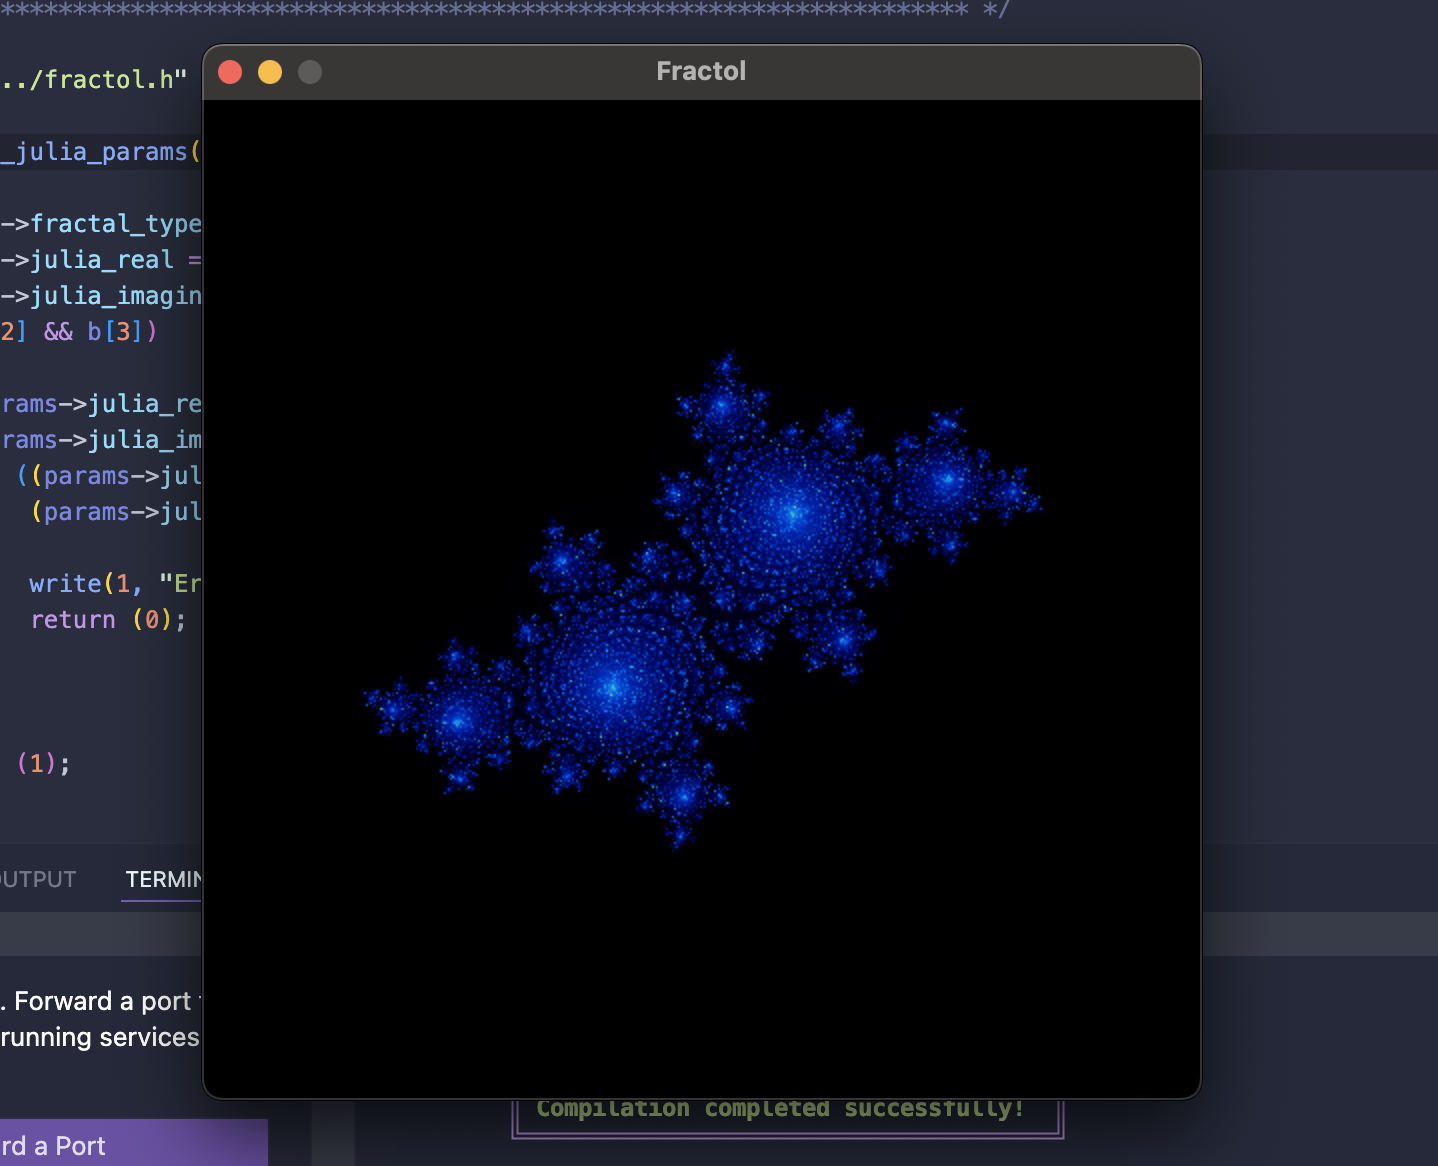 ******************************************************************* */
../fractol.h"
_julia_params(
->fractal_type
->julia_real =
->julia_imagin
2] && b[3])
rams->julia_re
rams->julia_im
((params->jul
(params->jul
write(1, "Er
return (0);
(1);
Fractol
OUTPUT
TERMIN
. Forward a port
running services
rd a Port
Compilation completed successfully!